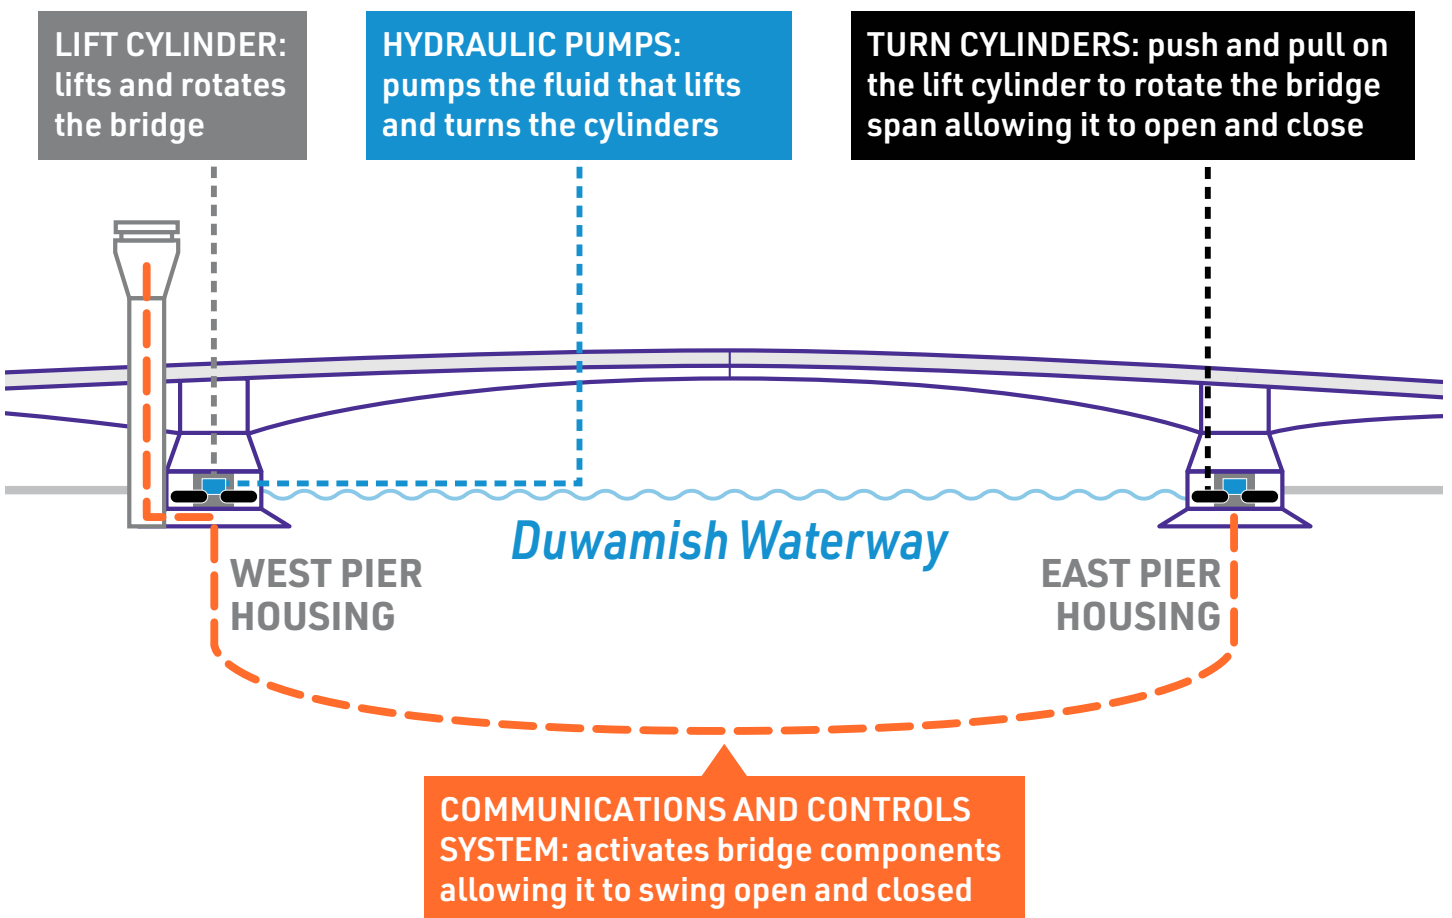 LIFT CYLINDER:
lifts and rotates
the bridge
HYDRAULIC PUMPS:
pumps the fluid that lifts
and turns the cylinders
TURN CYLINDERS: push and pull on
the lift cylinder to rotate the bridge
span allowing it to open and close
Duwamish Waterway
WEST PIER
HOUSING
EAST PIER
HOUSING
COMMUNICATIONS AND CONTROLS
SYSTEM: activates bridge components
allowing it to swing open and closed